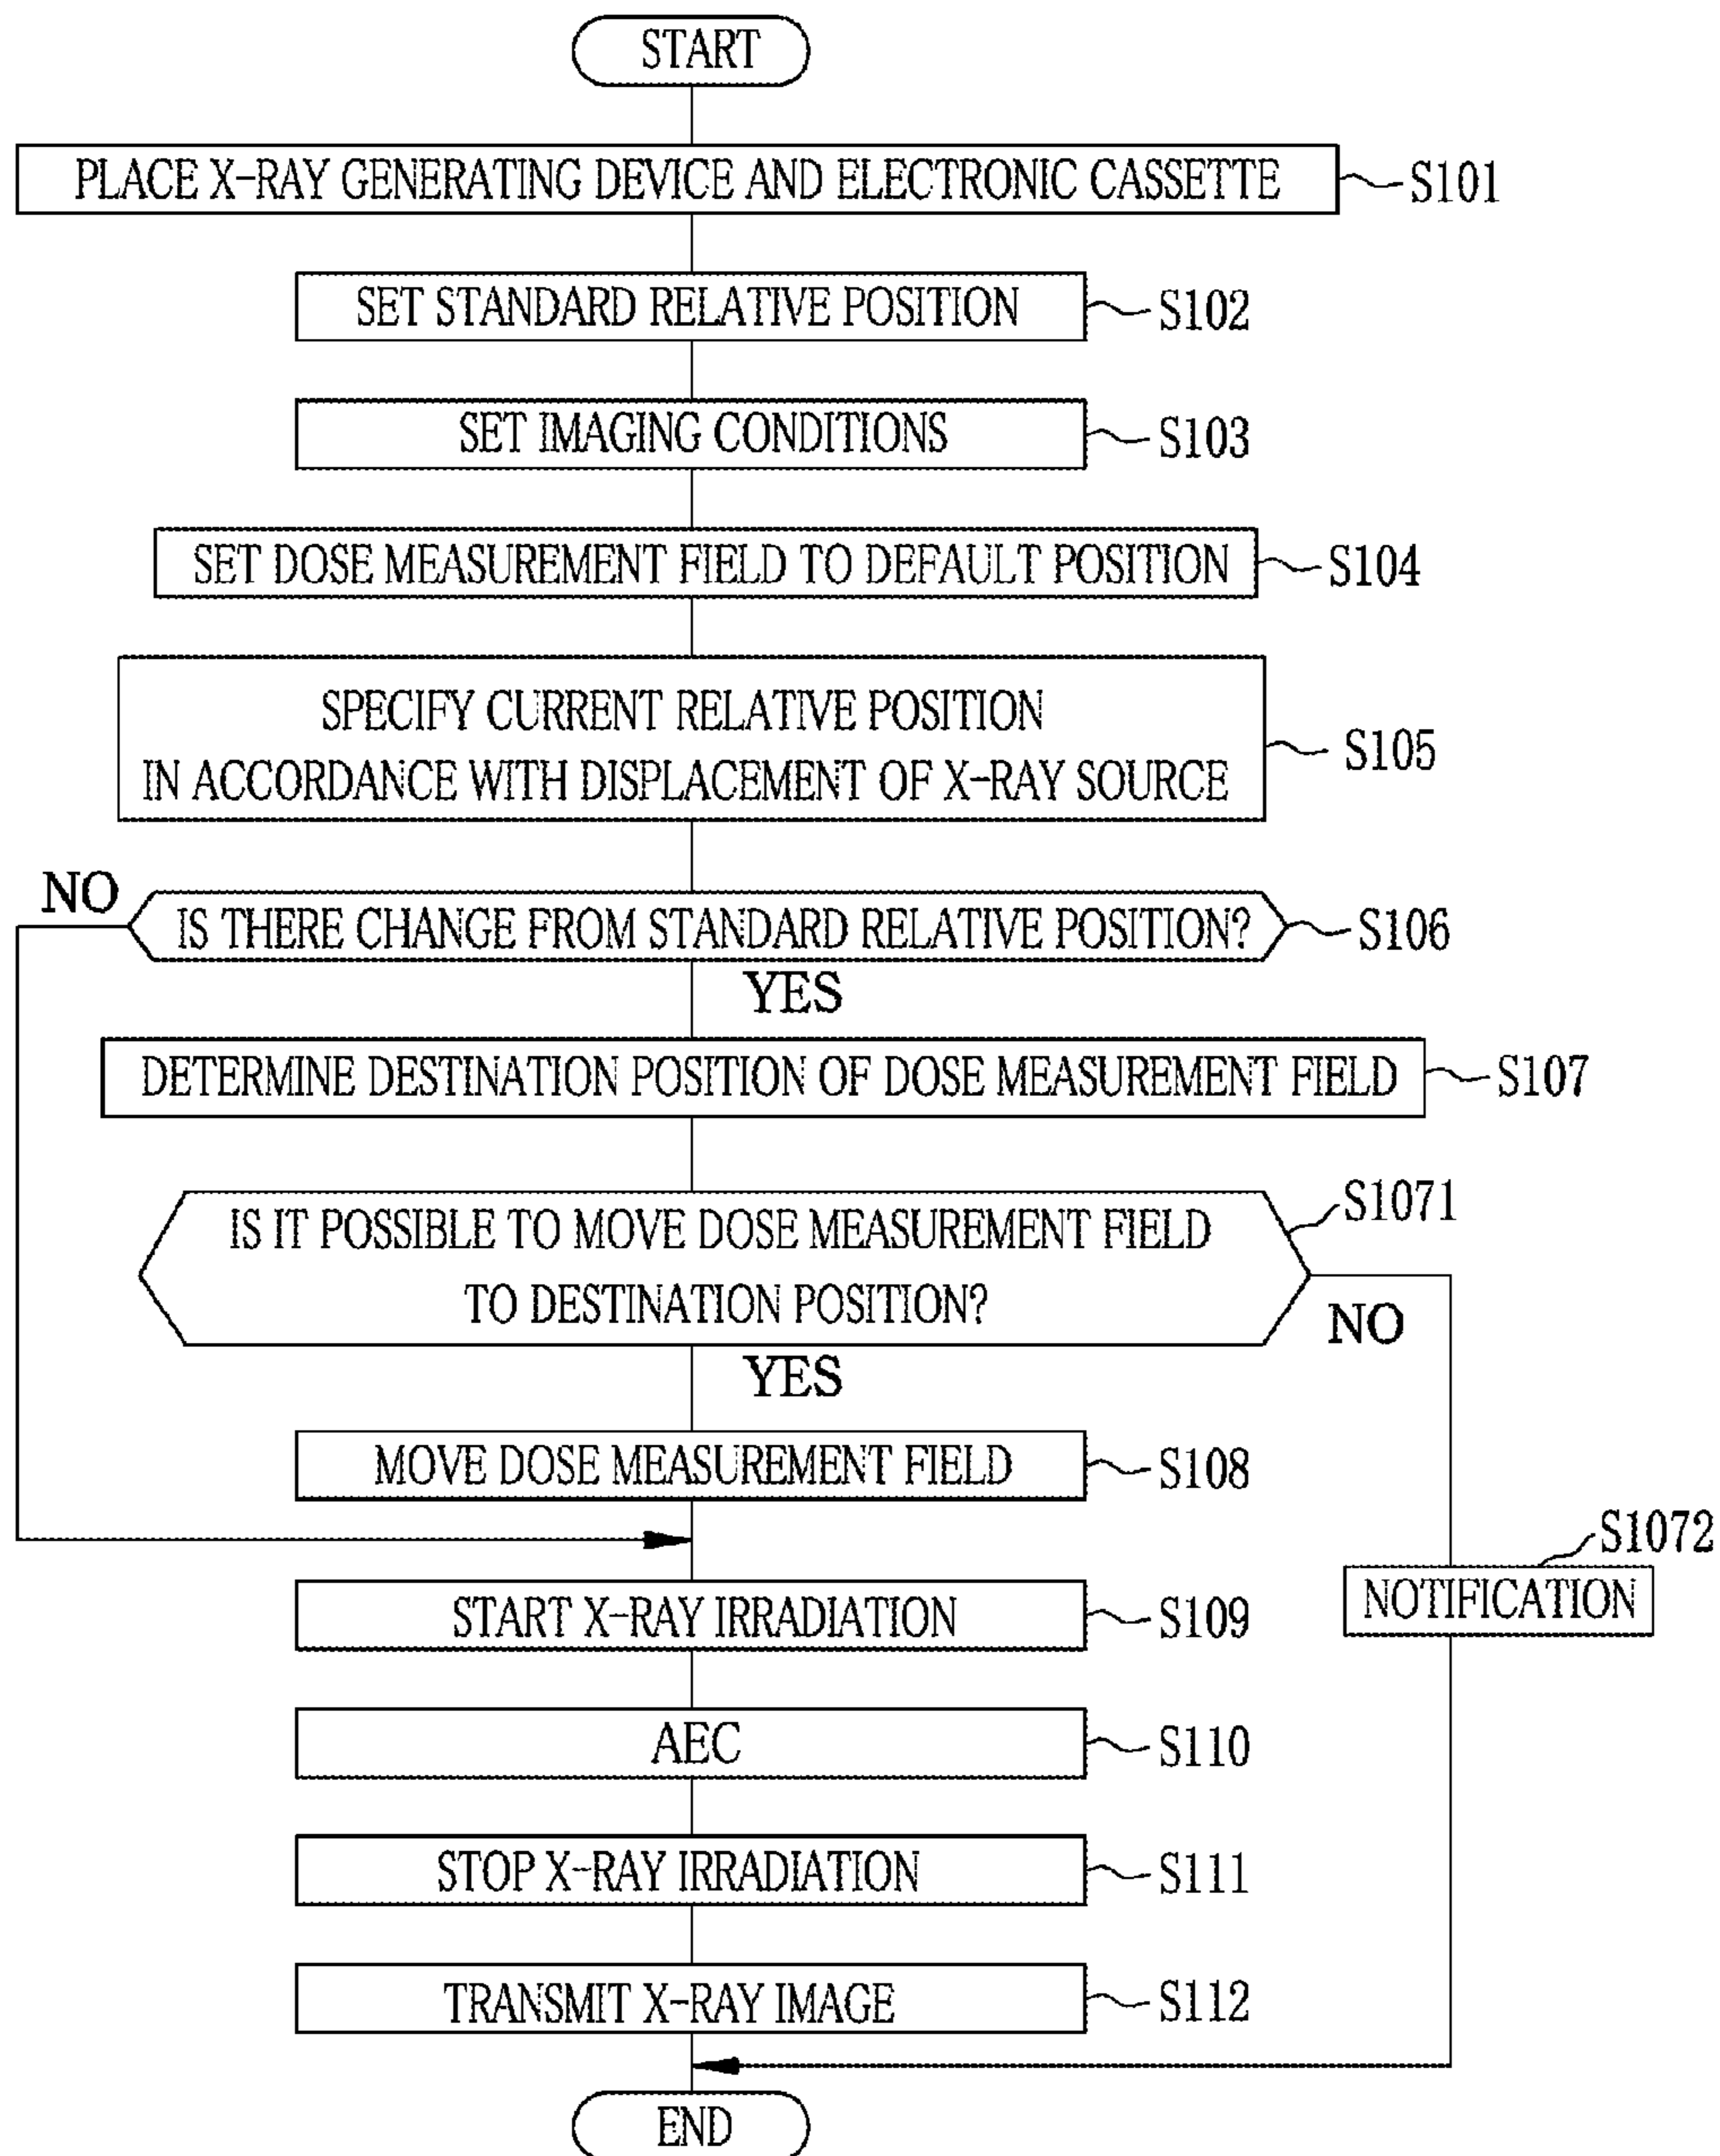 START
PLACE X-RAY GENERATING DEVICE AND ELECTRONIC CASSETTE
S101
SET STANDARD RELATIVE POSITION
S102
SET IMAGING CONDITIONS
S103
SET DOSE MEASUREMENT FIELD TO DEFAULT POSITION
S104
SPECIFY CURRENT RELATIVE POSITION
IN ACCORDANCE WITH DISPLACEMENT OF X-RAY SOURCE
S105
NO
IS THERE CHANGE FROM STANDARD RELATIVE POSITION?
S106
YES
DETERMINE DESTINATION POSITION OF DOSE MEASUREMENT FIELD
S107
IS IT POSSIBLE TO MOVE DOSE MEASUREMENT FIELD
TO DESTINATION POSITION?
S1071
NO
YES
MOVE DOSE MEASUREMENT FIELD
S108
S1072
NOTIFICATION
START X-RAY IRRADIATION
S109
AEC
S110
STOP X-RAY IRRADIATION
S111
TRANSMIT X-RAY IMAGE
S112
END